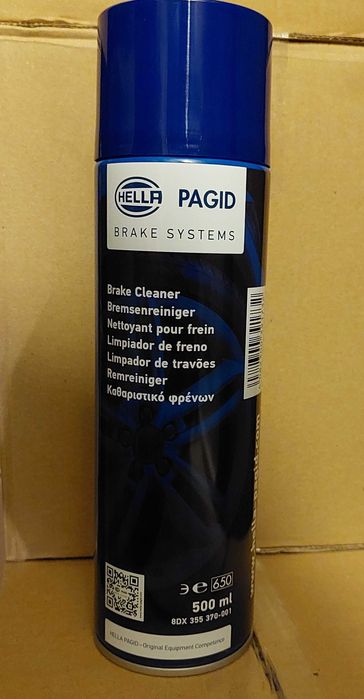 HELLA PAGID
BRAKE SYSTEMS
Brake Cleaner
Bremsenreiniger
Nettoyant pour frein
Limpiador de freno
Limpador de travões
Remreiniger
Καθαριστικό φρένων
϶ e 650
500 ml
8DX 355 370-001
HELLA PAGID – Original Equipment Competence